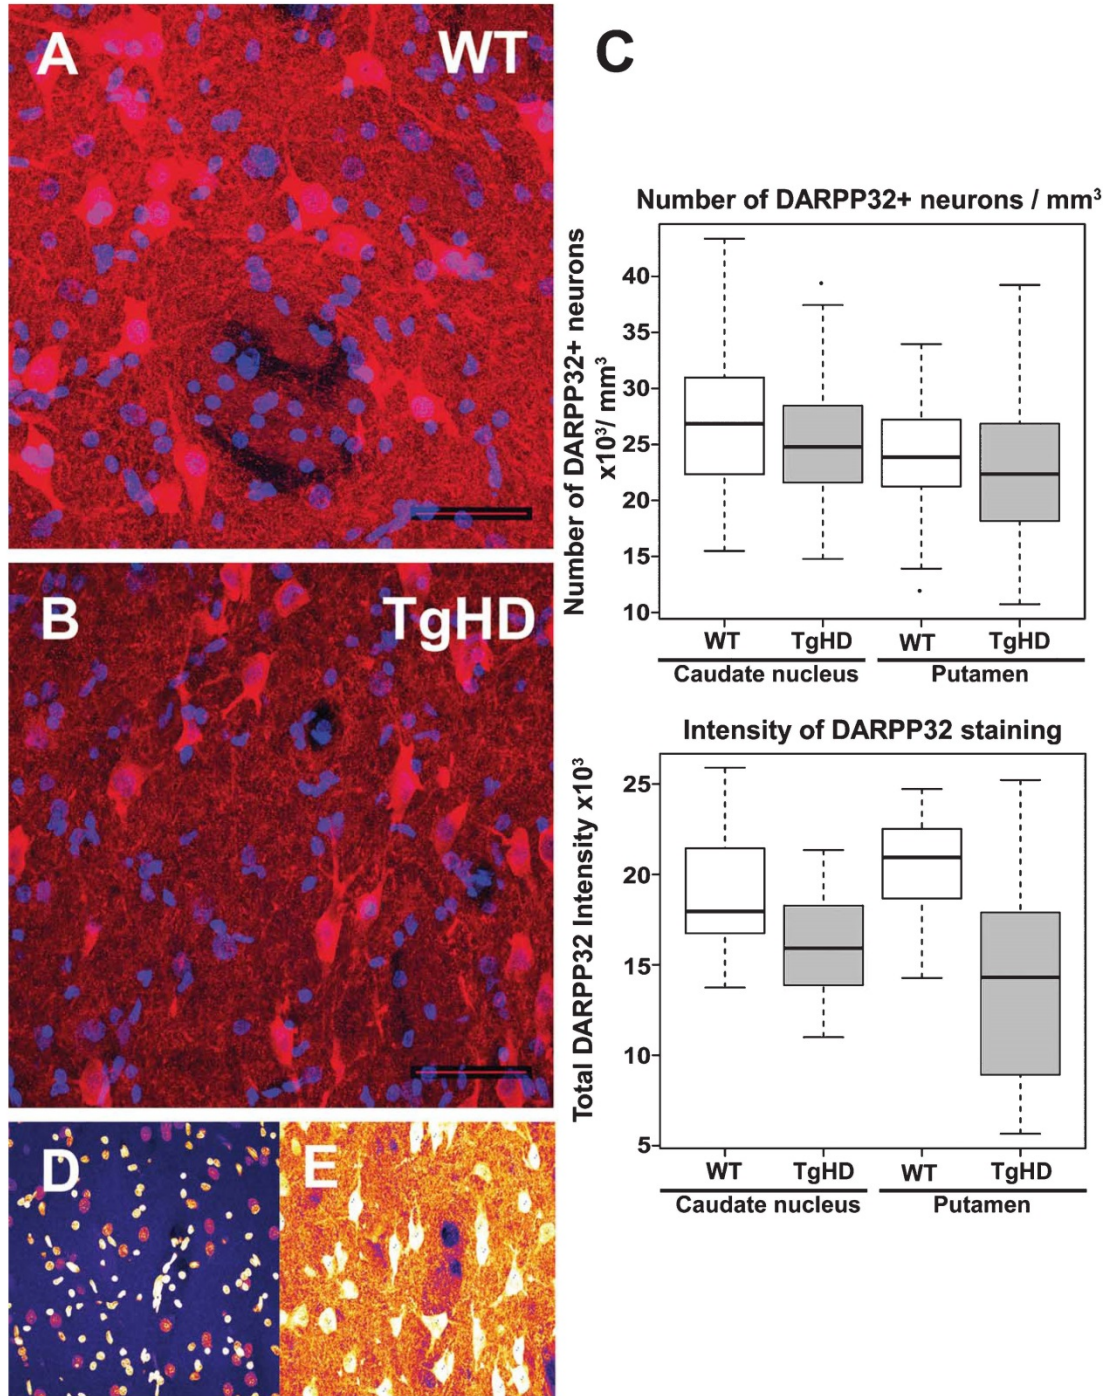 A
WT
B
TgHD
D
E
C
Number of DARPP32+ neurons / mm³
Number of DARPP32+ neurons
x10³/ mm³
40
35
30
25
20
15
10
WT
TgHD
WT
TgHD
Caudate nucleus
Putamen
Intensity of DARPP32 staining
Total DARPP32 Intensity x10³
25
20
15
10
5
WT
TgHD
WT
TgHD
Caudate nucleus
Putamen